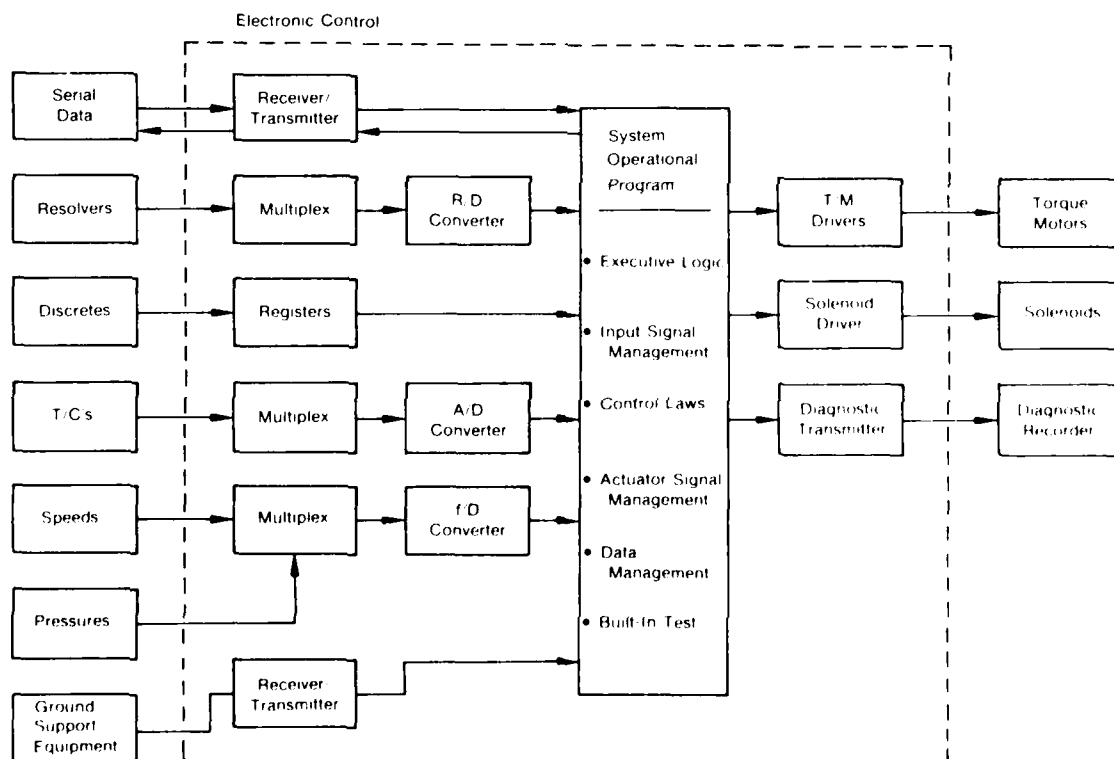 Electronic Control
Serial
Data
Receiver/
Transmitter
System
Operational
Program
Resolvers
Multiplex
R/D
Converter
T/M
Drivers
Torque
Motors
• Executive Logic
Discretes
Registers
Solenoid
Driver
Solenoids
• Input Signal
Management
T/C's
Multiplex
A/D
Converter
• Control Laws
Diagnostic
Transmitter
Diagnostic
Recorder
• Actuator Signal
Management
Speeds
Multiplex
f/D
Converter
• Data
Management
Pressures
• Built-In Test
Receiver-
Transmitter
Ground
Support
Equipment